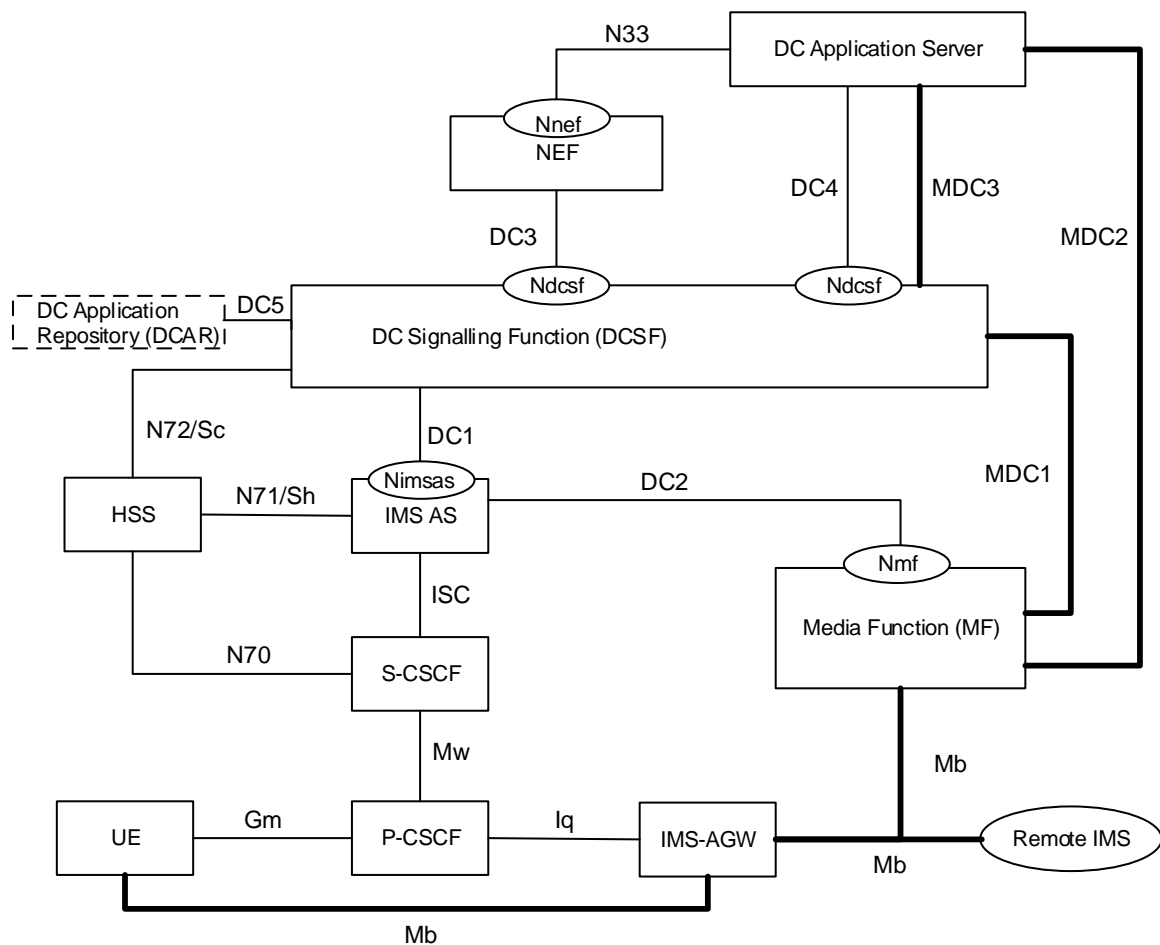 N33
DC Application Server
Nnef
NEF
DC4
MDC3
MDC2
DC3
Ndcsf
Ndcsf
DC Application
Repository (DCAR)
DC5
DC Signalling Function (DCSF)
N72/Sc
DC1
MDC1
Nimsas
DC2
HSS
N71/Sh
IMS AS
Nmf
ISC
Media Function (MF)
N70
S-CSCF
Mw
Mb
UE
Gm
P-CSCF
Iq
IMS-AGW
Remote IMS
Mb
Mb